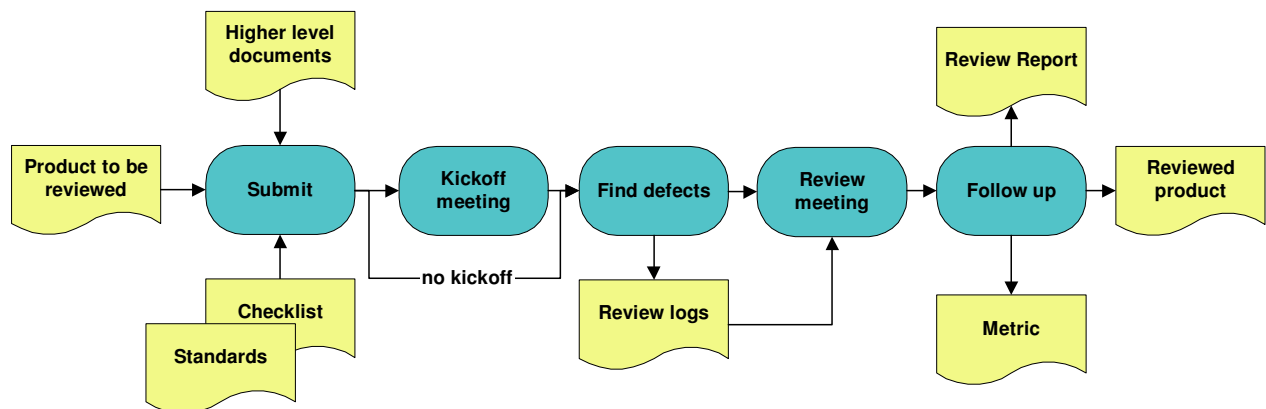 Higher level
documents
Review Report
Product to be
reviewed
Submit
Kickoff
meeting
Find defects
Review
meeting
Follow up
Reviewed
product
no kickoff
Checklist
Standards
Review logs
Metric